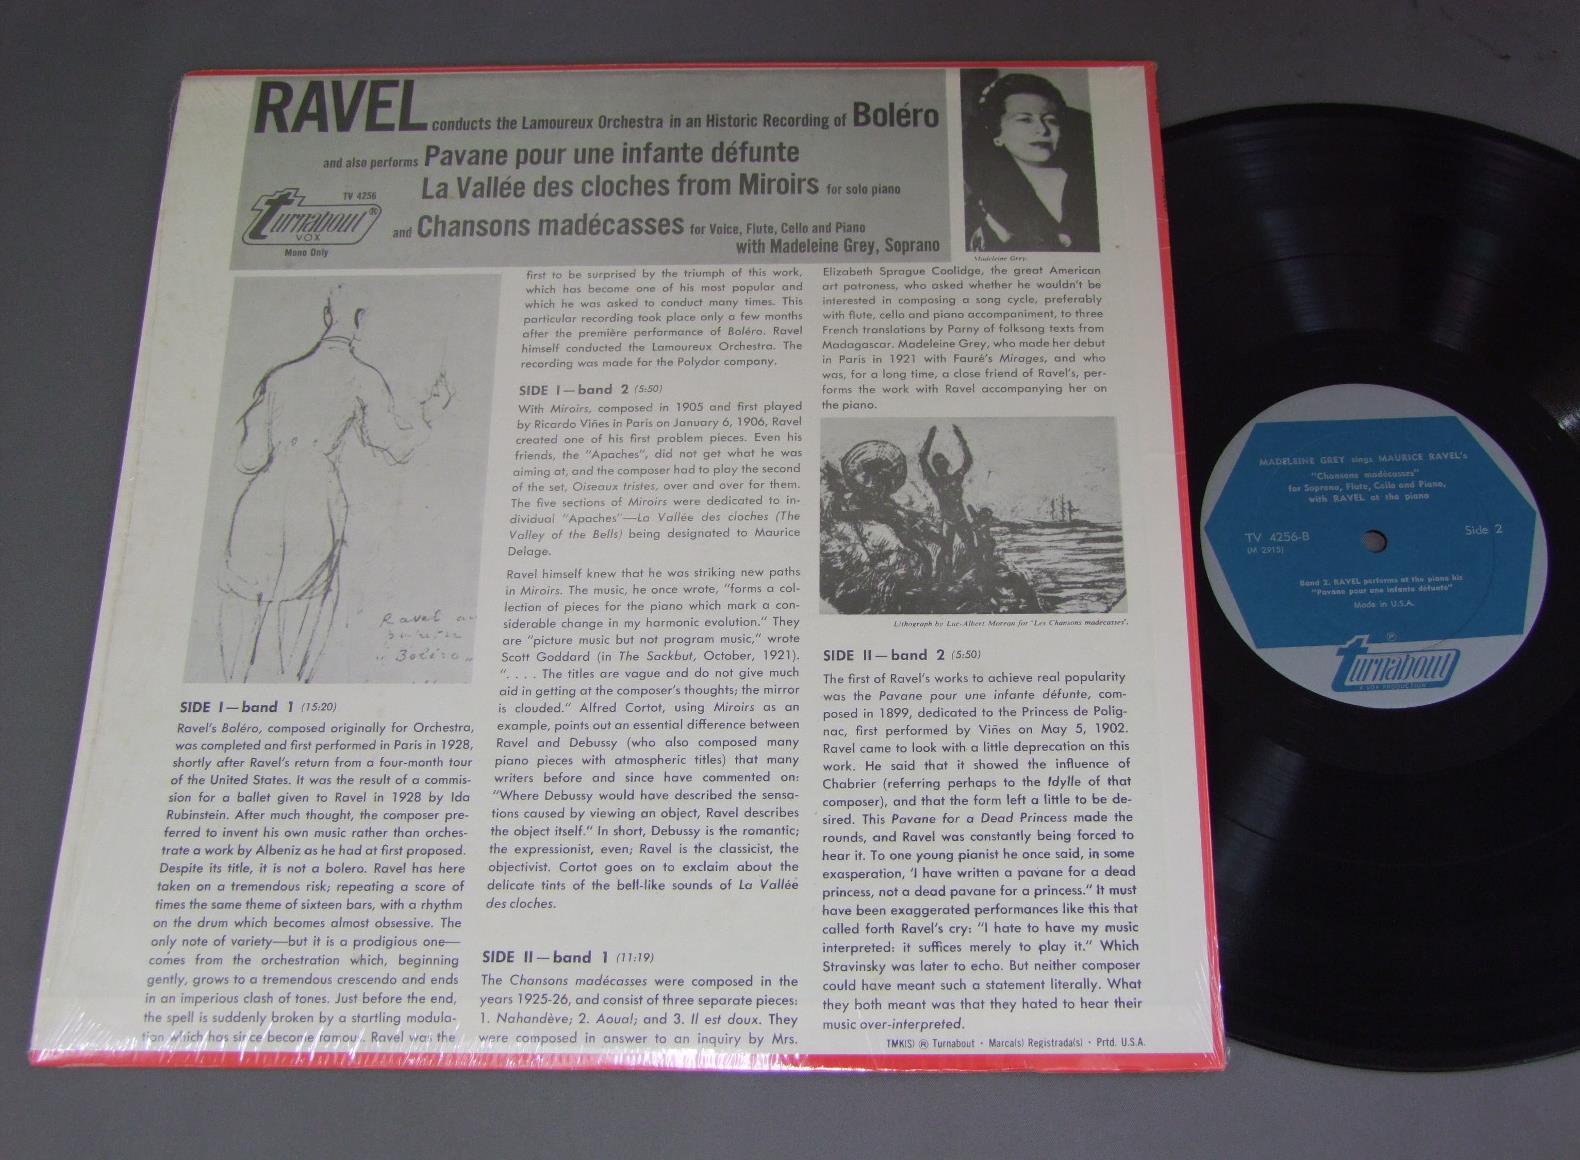 RAVEL conducts the Lamoureux Orchestra in an Historic Recording of Boléro
and also performs Pavane pour une infante défunte
La Vallée des cloches from Miroirs for solo piano
and Chansons madécasses for Voice, Flute, Cello and Piano
with Madeleine Grey, Soprano
TV 4256
turnabout®
VOX
Mono Only
Madeleine Grey.
Ravel
"Boléro"
SIDE I—band 1 (15:20)
Ravel's Boléro, composed originally for Orchestra,
was completed and first performed in Paris in 1928,
shortly after Ravel's return from a four-month tour
of the United States. It was the result of a commis-
sion for a ballet given to Ravel in 1928 by Ida
Rubinstein. After much thought, the composer pre-
ferred to invent his own music rather than orches-
trate a work by Albeniz as he had at first proposed.
Despite its title, it is not a bolero. Ravel has here
taken on a tremendous risk; repeating a score of
times the same theme of sixteen bars, with a rhythm
on the drum which becomes almost obsessive. The
only note of variety—but it is a prodigious one—
comes from the orchestration which, beginning
gently, grows to a tremendous crescendo and ends
in an imperious clash of tones. Just before the end,
the spell is suddenly broken by a startling modula-
tion which has since become famous. Ravel was the
first to be surprised by the triumph of this work,
which has become one of his most popular and
which he was asked to conduct many times. This
particular recording took place only a few months
after the première performance of Boléro. Ravel
himself conducted the Lamoureux Orchestra. The
recording was made for the Polydor company.
SIDE I—band 2 (5:50)
With Miroirs, composed in 1905 and first played
by Ricardo Viñes in Paris on January 6, 1906, Ravel
created one of his first problem pieces. Even his
friends, the "Apaches", did not get what he was
aiming at, and the composer had to play the second
of the set, Oiseaux tristes, over and over for them.
The five sections of Miroirs were dedicated to in-
dividual "Apaches"—La Vallée des cloches (The
Valley of the Bells) being designated to Maurice
Delage.
Ravel himself knew that he was striking new paths
in Miroirs. The music, he once wrote, "forms a col-
lection of pieces for the piano which mark a con-
siderable change in my harmonic evolution." They
are "picture music but not program music," wrote
Scott Goddard (in The Sackbut, October, 1921).
". . . . The titles are vague and do not give much
aid in getting at the composer's thoughts; the mirror
is clouded." Alfred Cortot, using Miroirs as an
example, points out an essential difference between
Ravel and Debussy (who also composed many
piano pieces with atmospheric titles) that many
writers before and since have commented on:
"Where Debussy would have described the sensa-
tions caused by viewing an object, Ravel describes
the object itself." In short, Debussy is the romantic;
the expressionist, even; Ravel is the classicist, the
objectivist. Cortot goes on to exclaim about the
delicate tints of the bell-like sounds of La Vallée
des cloches.
SIDE II—band 1 (11:19)
The Chansons madécasses were composed in the
years 1925-26, and consist of three separate pieces:
1. Nahandève; 2. Aoua!; and 3. Il est doux. They
were composed in answer to an inquiry by Mrs.
Elizabeth Sprague Coolidge, the great American
art patroness, who asked whether he wouldn't be
interested in composing a song cycle, preferably
with flute, cello and piano accompaniment, to three
French translations by Parny of folksong texts from
Madagascar. Madeleine Grey, who made her debut
in Paris in 1921 with Fauré's Mirages, and who
was, for a long time, a close friend of Ravel's, per-
forms the work with Ravel accompanying her on
the piano.
Lithograph by Luc-Albert Moreau for 'Les Chansons madecasses'.
SIDE II—band 2 (5:50)
The first of Ravel's works to achieve real popularity
was the Pavane pour une infante défunte, com-
posed in 1899, dedicated to the Princess de Polig-
nac, first performed by Viñes on May 5, 1902.
Ravel came to look with a little deprecation on this
work. He said that it showed the influence of
Chabrier (referring perhaps to the Idylle of that
composer), and that the form left a little to be de-
sired. This Pavane for a Dead Princess made the
rounds, and Ravel was constantly being forced to
hear it. To one young pianist he once said, in some
exasperation, 'I have written a pavane for a dead
princess, not a dead pavane for a princess." It must
have been exaggerated performances like this that
called forth Ravel's cry: "I hate to have my music
interpreted: it suffices merely to play it." Which
Stravinsky was later to echo. But neither composer
could have meant such a statement literally. What
they both meant was that they hated to hear their
music over-interpreted.
TMK(S) ® Turnabout • Marca(s) Registrada(s) • Prtd. U.S.A.
MADELEINE GREY sings MAURICE RAVEL's
"Chansons madécasses"
for Soprano, Flute, Cello and Piano,
with RAVEL at the piano
TV 4256-B
(M 2915)
Side 2
Band 2. RAVEL performs at the piano his
"Pavane pour une infante défunte"
Made in U.S.A.
℗
turnabout
A VOX PRODUCTION